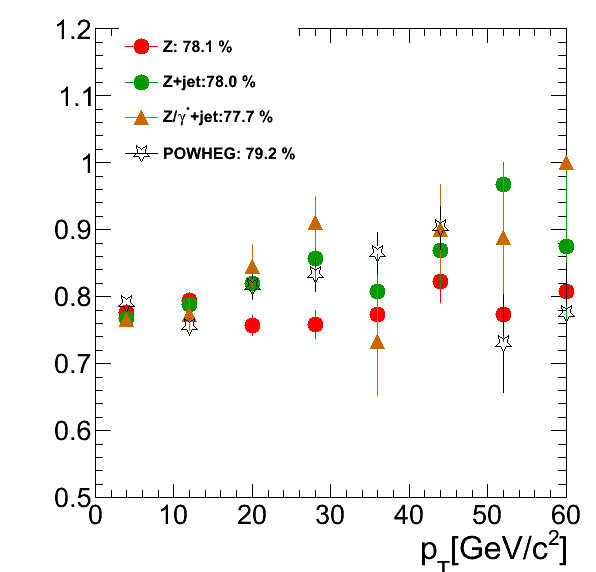 1.2
1.1
1
0.9
0.8
0.7
0.6
0.5
Z: 78.1 %
Z+jet:78.0 %
Z/γ*+jet:77.7 %
POWHEG: 79.2 %
0 10 20 30 40 50 60
pT[GeV/c²]